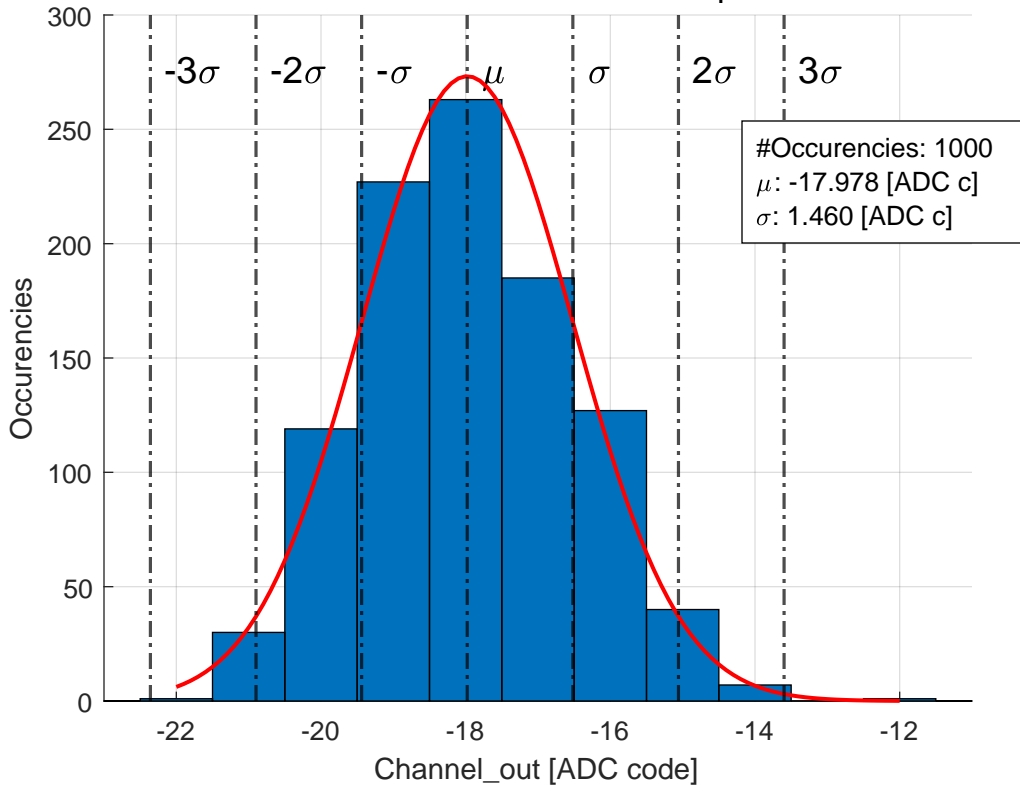 300
250
200
150
100
50
0
Occurencies
-3σ
-2σ
-σ
μ
σ
2σ
3σ
#Occurencies: 1000
μ: -17.978 [ADC c]
σ: 1.460 [ADC c]
-22
-20
-18
-16
-14
-12
Channel_out [ADC code]